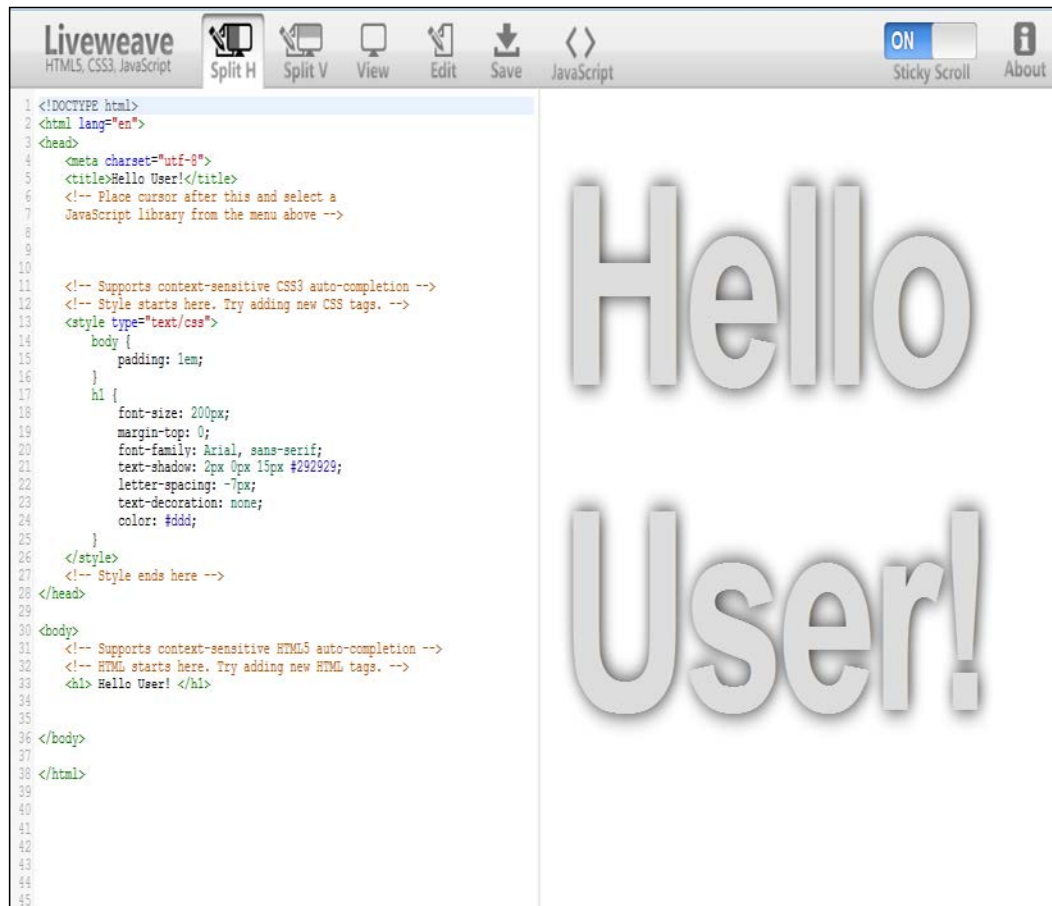 Liveweave
HTML5, CSS3, JavaScript
Split H
Split V
View
Edit
Save
JavaScript
ON
Sticky Scroll
About
1 <!DOCTYPE html>
2 <html lang="en">
3 <head>
4 <meta charset="utf-8">
5 <title>Hello User!</title>
6 <!-- Place cursor after this and select a
7 JavaScript library from the menu above -->
8
9
10
11 <!-- Supports context-sensitive CSS3 auto-completion -->
12 <!-- Style starts here. Try adding new CSS tags. -->
13 <style type="text/css">
14 body {
15 padding: 1em;
16 }
17 h1 {
18 font-size: 200px;
19 margin-top: 0;
20 font-family: Arial, sans-serif;
21 text-shadow: 2px 0px 15px #292929;
22 letter-spacing: -7px;
23 text-decoration: none;
24 color: #ddd;
25 }
26 </style>
27 <!-- Style ends here -->
28 </head>
29
30 <body>
31 <!-- Supports context-sensitive HTML5 auto-completion -->
32 <!-- HTML starts here. Try adding new HTML tags. -->
33 <h1> Hello User! </h1>
34
35
36 </body>
37
38 </html>
39
40
41
42
43
44
45
Hello
User!